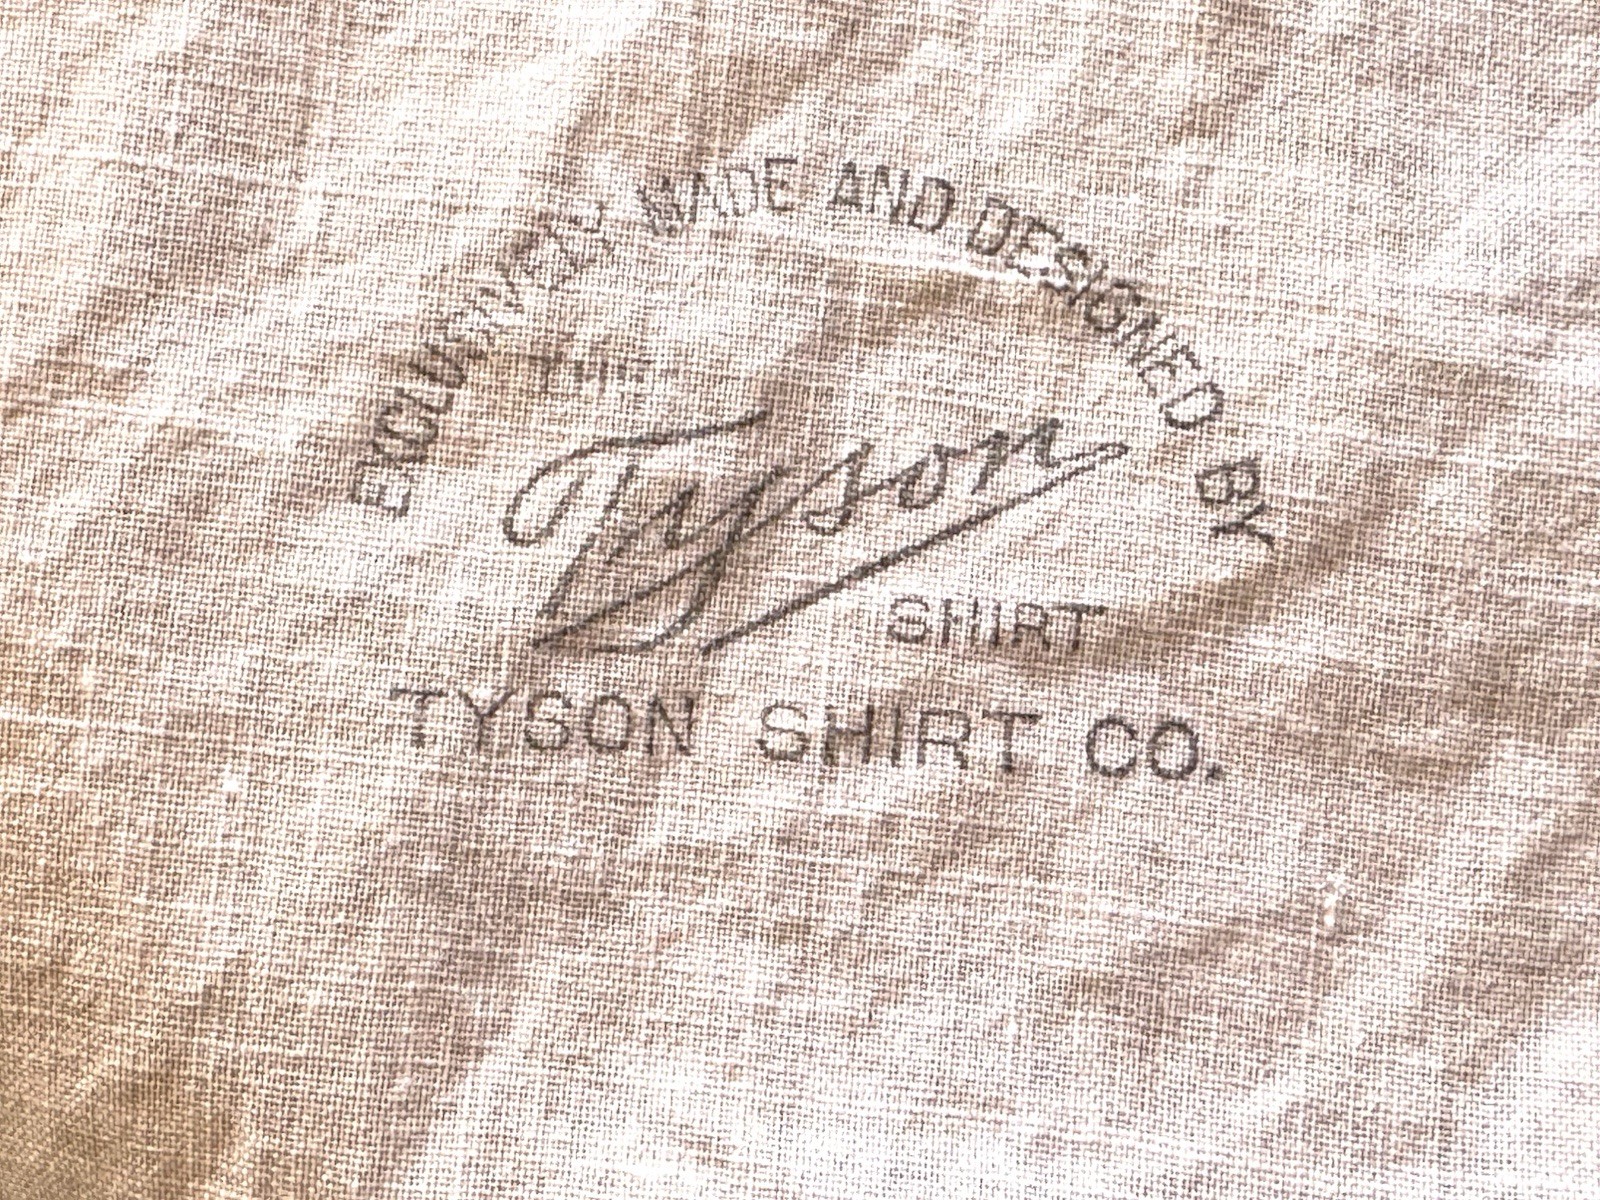 EXCLUSIVELY MADE AND DESIGNED BY
THE
Tyson
SHIRT
TYSON SHIRT CO.